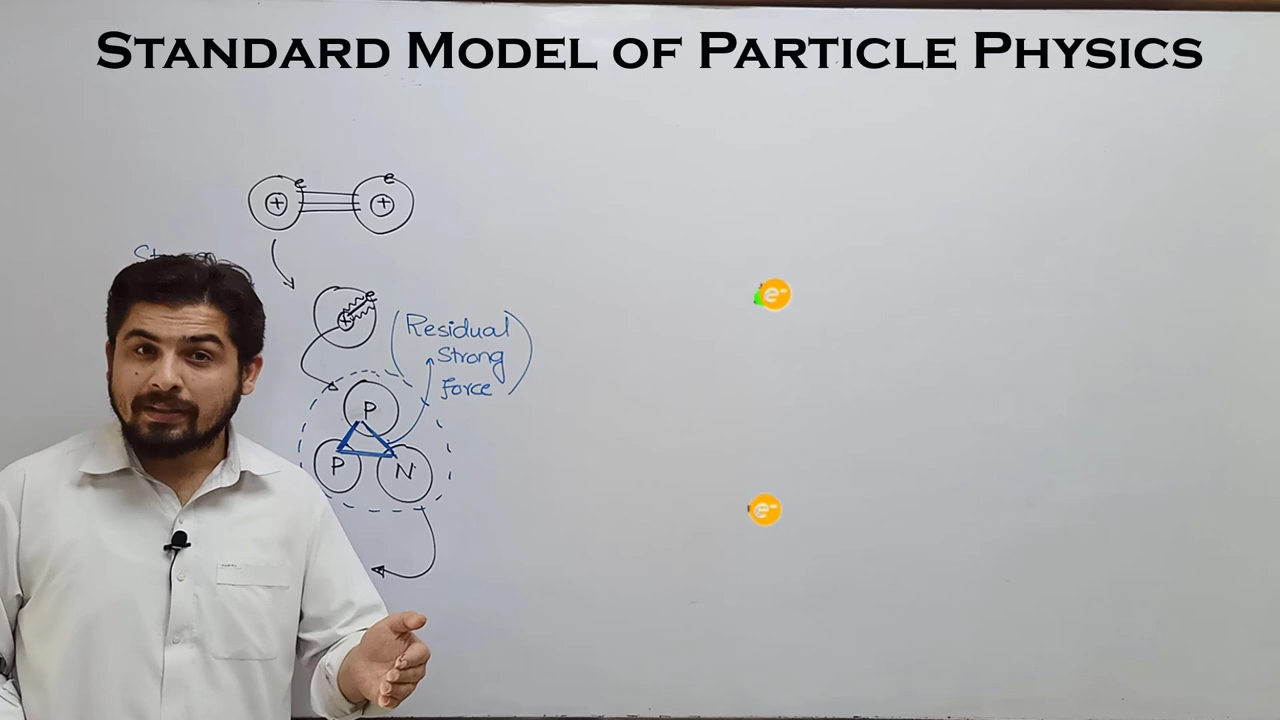 STANDARD MODEL OF PARTICLE PHYSICS
e e
+ +
e
+
(Residual
Strong
force)
P
P N
e-
e-